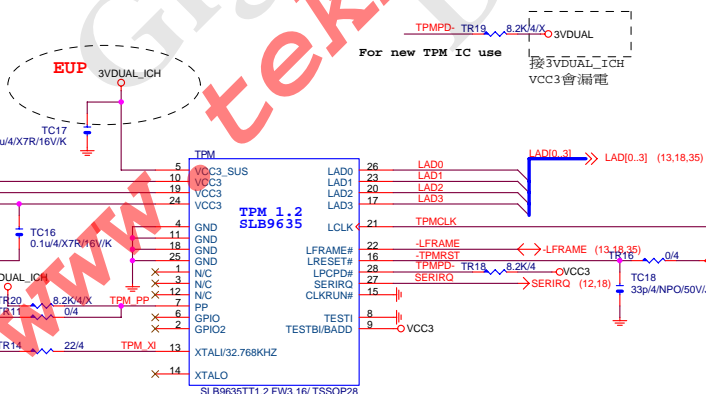 TPMPD- TR19 8.2K/4/X 3VDUAL
For new TPM IC use
接3VDUAL_ICH
VCC3會漏電
EUP 3VDUAL_ICH
TC17
u/4/X7R/16V/K
TPM
5 VCC3_SUS LAD0 26 LAD0
10 VCC3 LAD1 23 LAD1
19 VCC3 LAD2 20 LAD2
24 VCC3 LAD3 17 LAD3
LAD[0..3] LAD[0..3] (13,18,35)
TPM 1.2
SLB9635
TC16
0.1u/4/X7R/16V/K
4 GND LCLK 21 TPMCLK
11 GND
18 GND LFRAME# 22 -LFRAME -LFRAME (13,18,35)
25 GND LRESET# 16 -TPMRST TR16 0/4
1 N/C LPCPD# 28 TPMPD- TR18 8.2K/4 VCC3
3 N/C SERIRQ 27 SERIRQ SERIRQ (12,18)
12 N/C CLKRUN# 15
TC18
33p/4/NPO/50V/
DUAL_ICH
TR20 8.2K/4/X TPM_PP 7 PP
TR11 0/4
6 GPIO TESTI 8
2 GPIO2 TESTBI/BADD 9 VCC3
TR14 22/4 TPM_XI 13 XTALI/32.768KHZ
14 XTALO
SLB9635TT1.2 FW3.16/ TSSOP28
www.tek